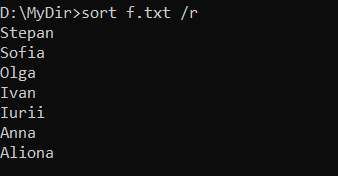 D:\MyDir>sort f.txt /r
Stepan
Sofia
Olga
Ivan
Iurii
Anna
Aliona